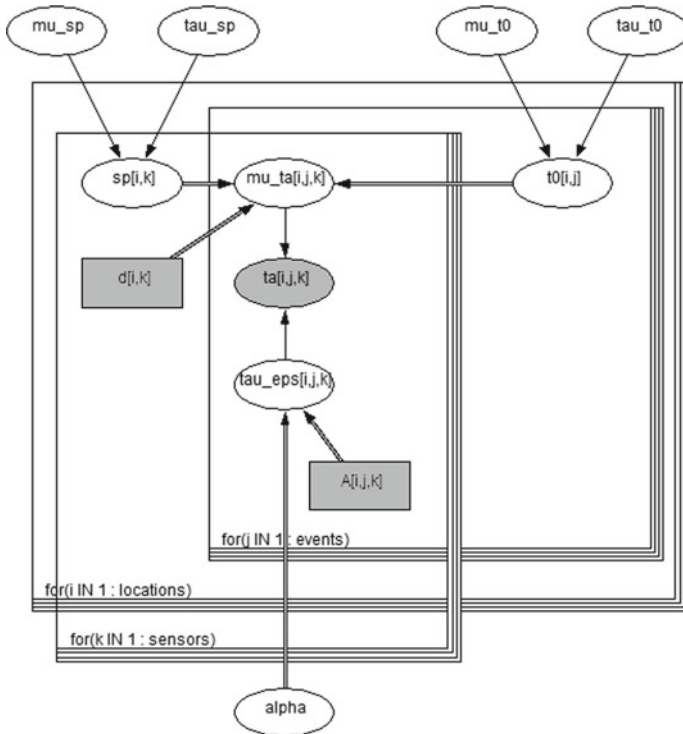 mu_sp
tau_sp
mu_t0
tau_t0
sp[i,k]
mu_ta[i,j,k]
t0[i,j]
d[i,k]
ta[i,j,k]
tau_eps[i,j,k]
A[i,j,k]
for(j IN 1 : events)
for(i IN 1 : locations)
for(k IN 1 : sensors)
alpha